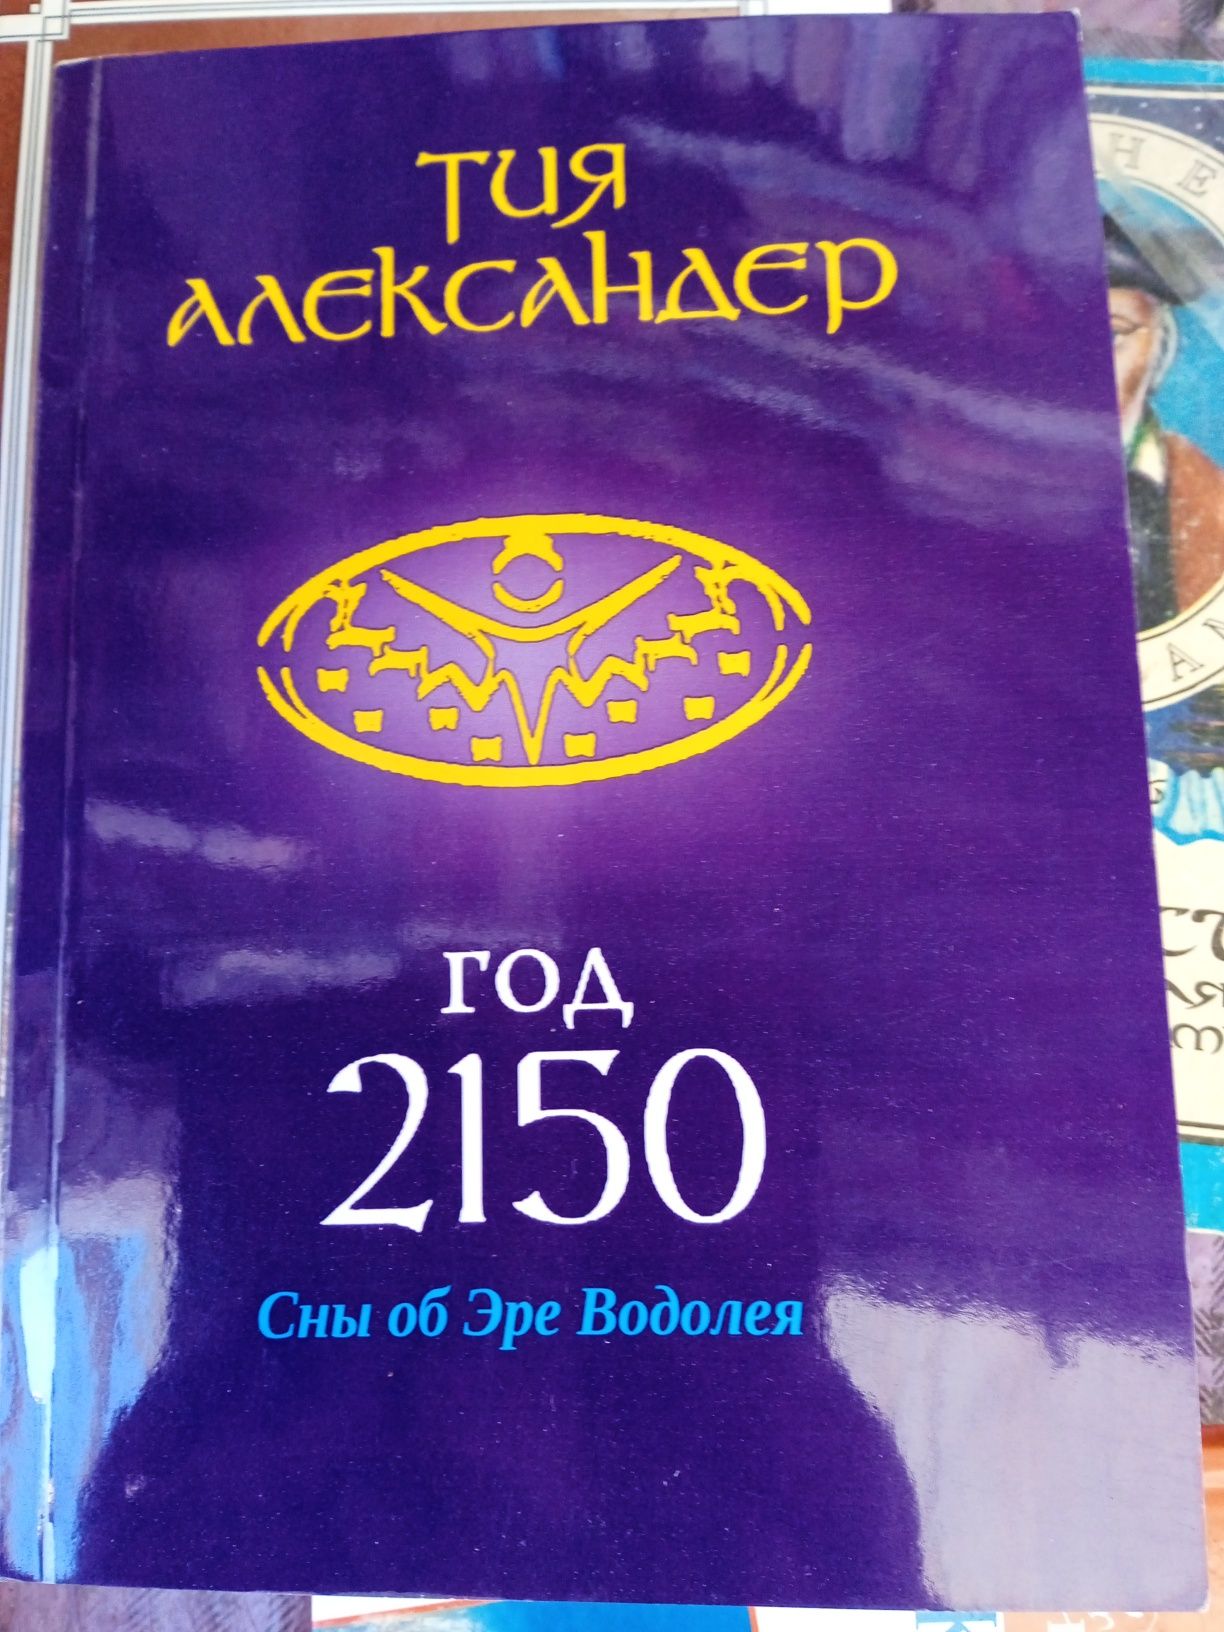 ТИЯ
АЛЕКСАНДЕР
ГОД
2150
Сны об Эре Водолея